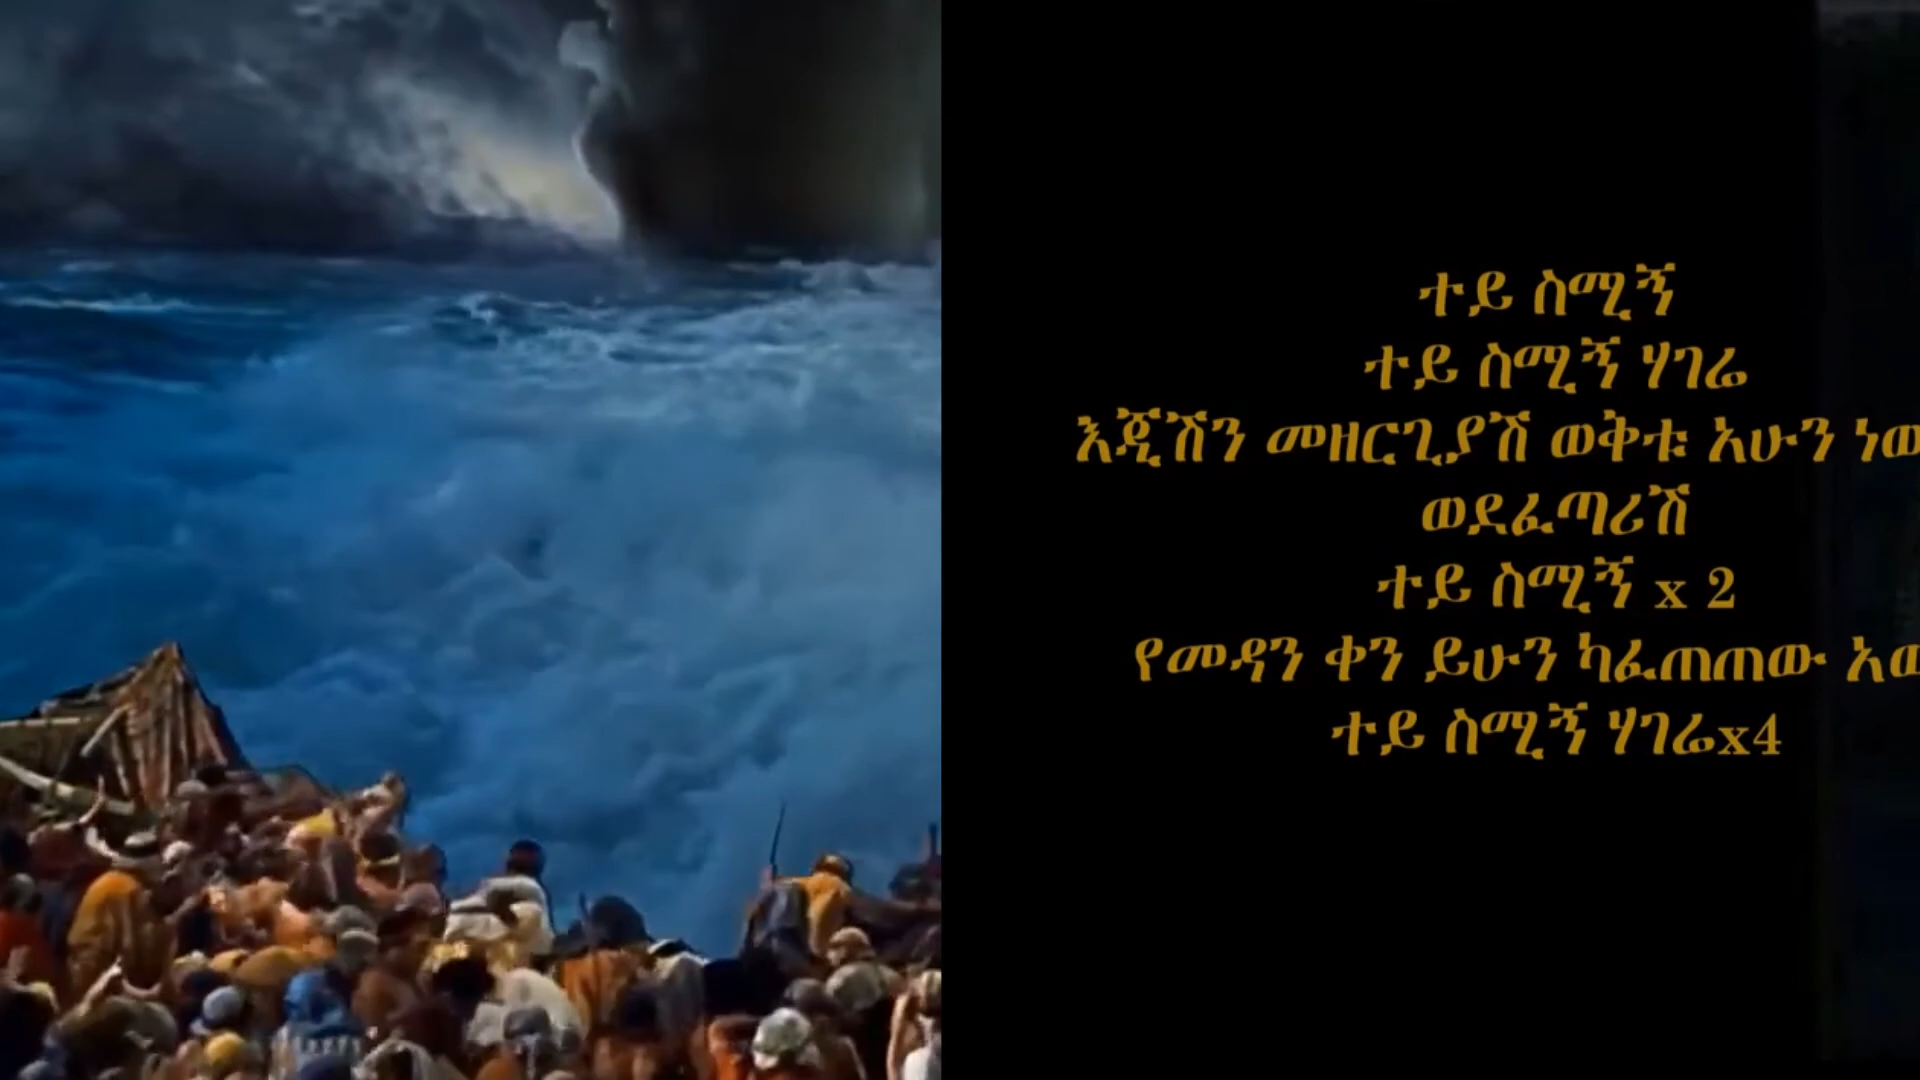 ተይ ስሚኝ
ተይ ስሚኝ ሃገሬ
እጂሽን መዘርጊያሽ ወቅቱ አሁን ነው
ወደፈጣሪሽ
ተይ ስሚኝ x 2
የመዳን ቀን ይሁን ካፈጠጠው
ተይ ስሚኝ ሃገሬx4